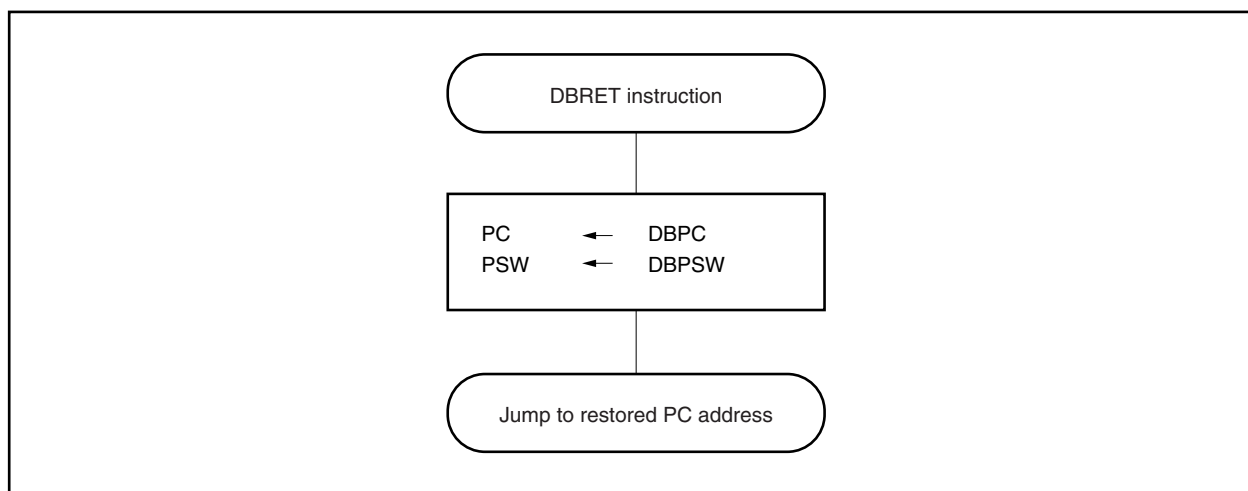 DBRET instruction
PC ← DBPC
PSW ← DBPSW
Jump to restored PC address